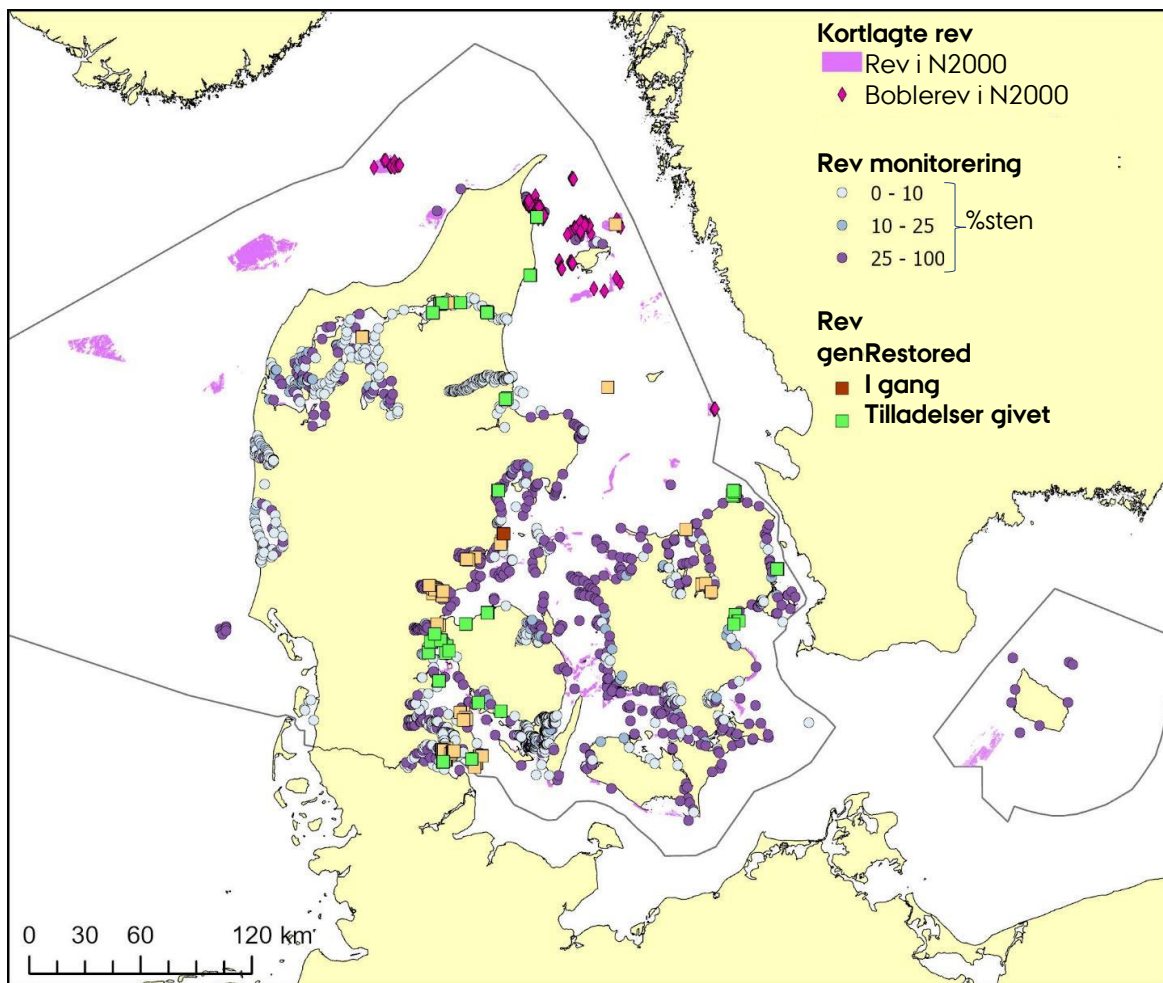 Kortlagte rev
Rev i N2000
Boblerev i N2000
Rev monitorering
0 - 10
10 - 25
25 - 100
%sten
Rev
genRestored
I gang
Tilladelser givet
0 30 60 120 km